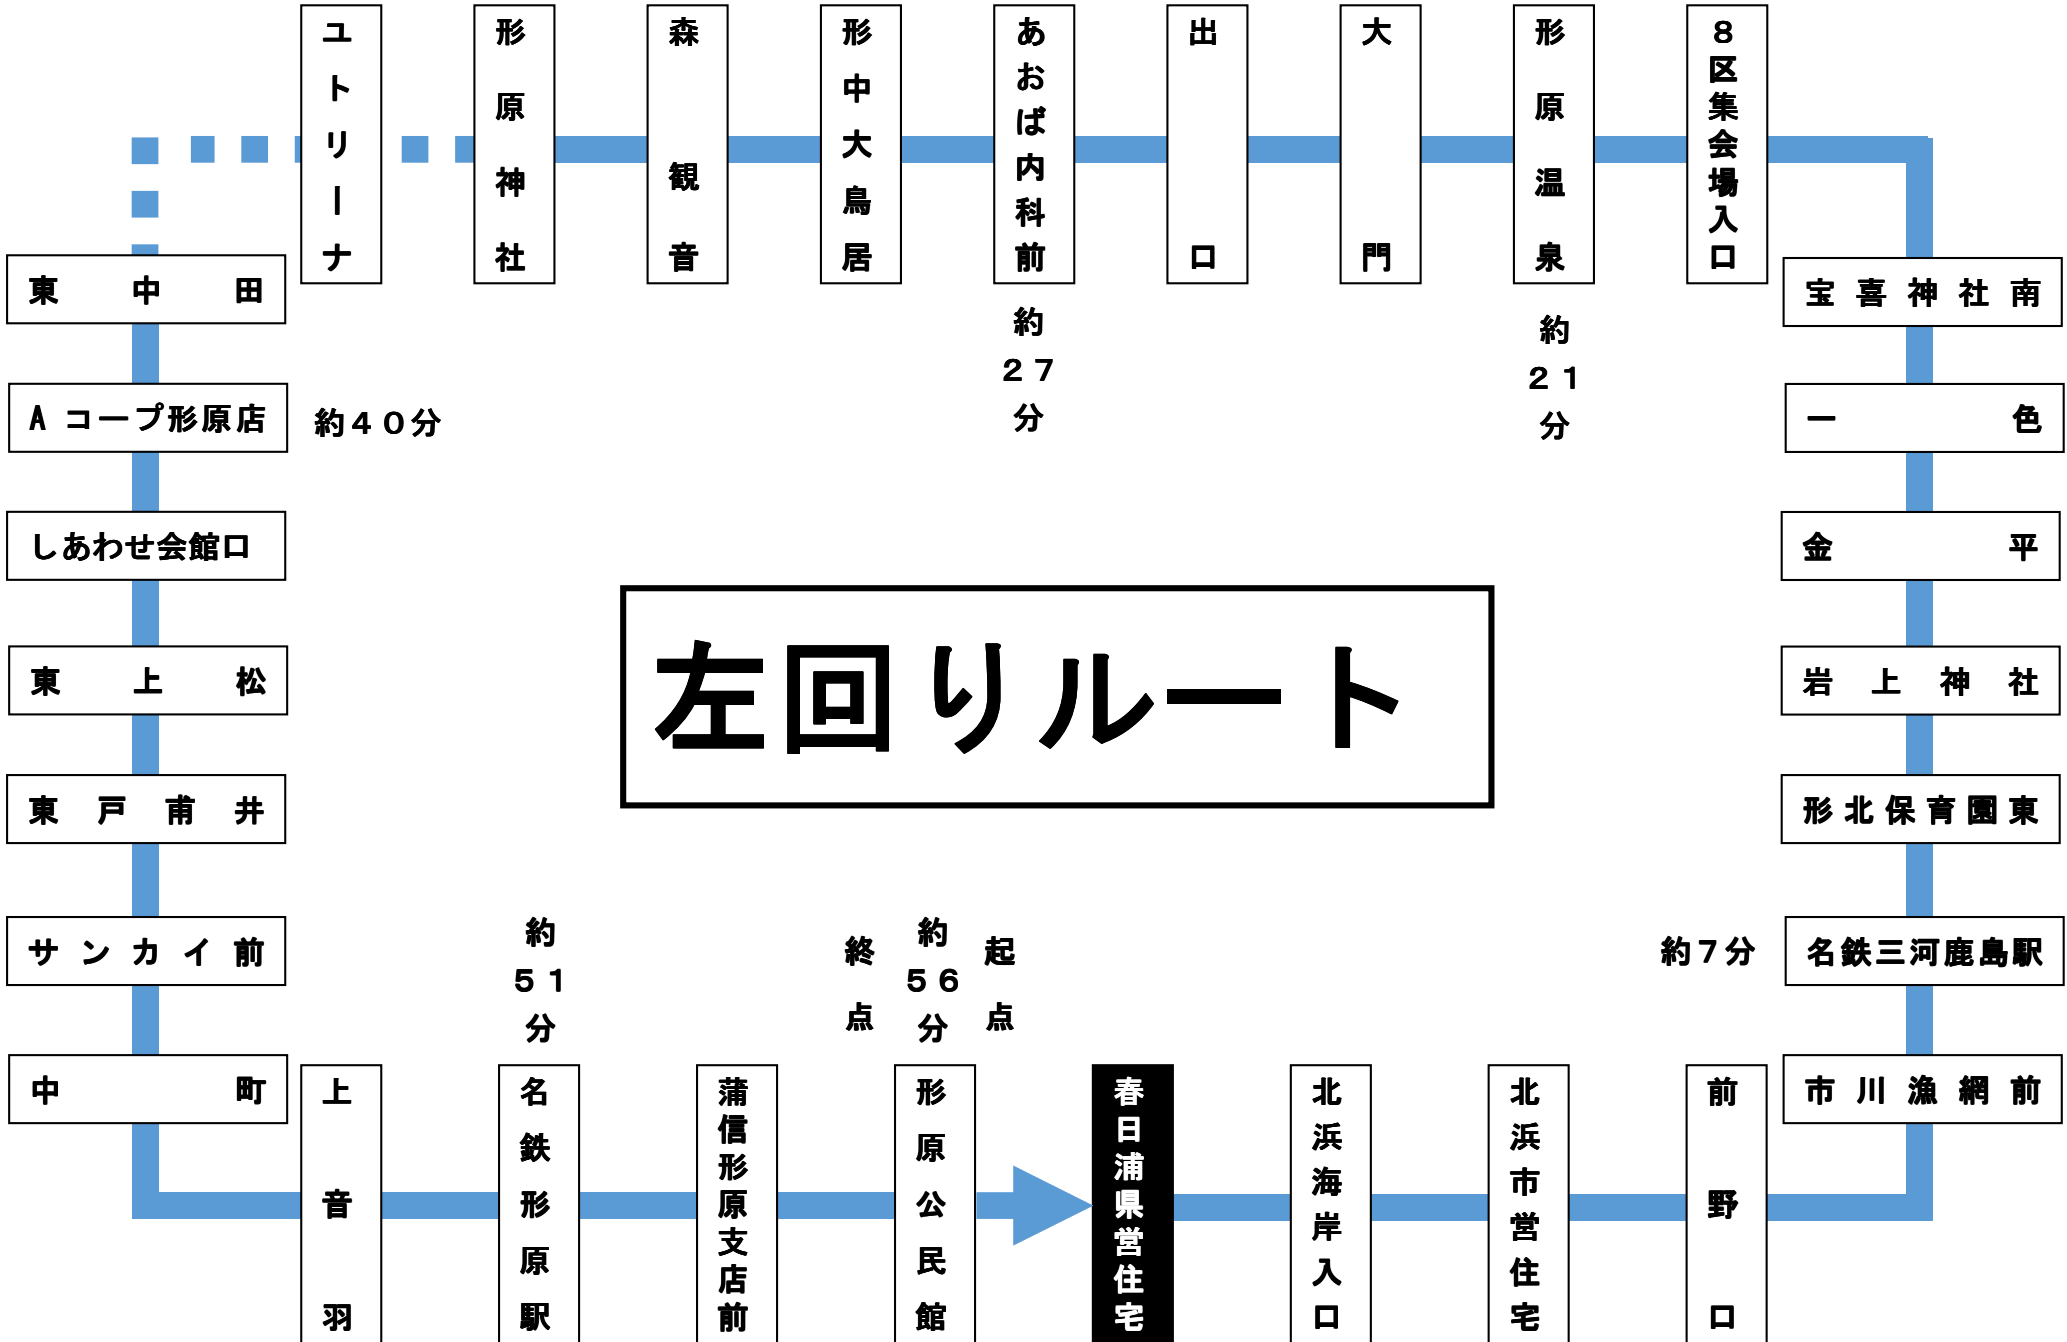 ユトリーナ
形原神社
森観音
形中大鳥居
あおば内科前
出口
大門
形原温泉
８区集会場入口
約
２７
分
約
２１
分
東中田
Aコープ形原店
約４０分
しあわせ会館口
東上松
東戸甫井
サンカイ前
中町
宝喜神社南
一色
金平
岩上神社
形北保育園東
名鉄三河鹿島駅
約７分
市川漁網前
左回りルート
約
５１
分
終点
約
５６
分
起点
上音羽
名鉄形原駅
蒲信形原支店前
形原公民館
春日浦県営住宅
北浜海岸入口
北浜市営住宅
前野口